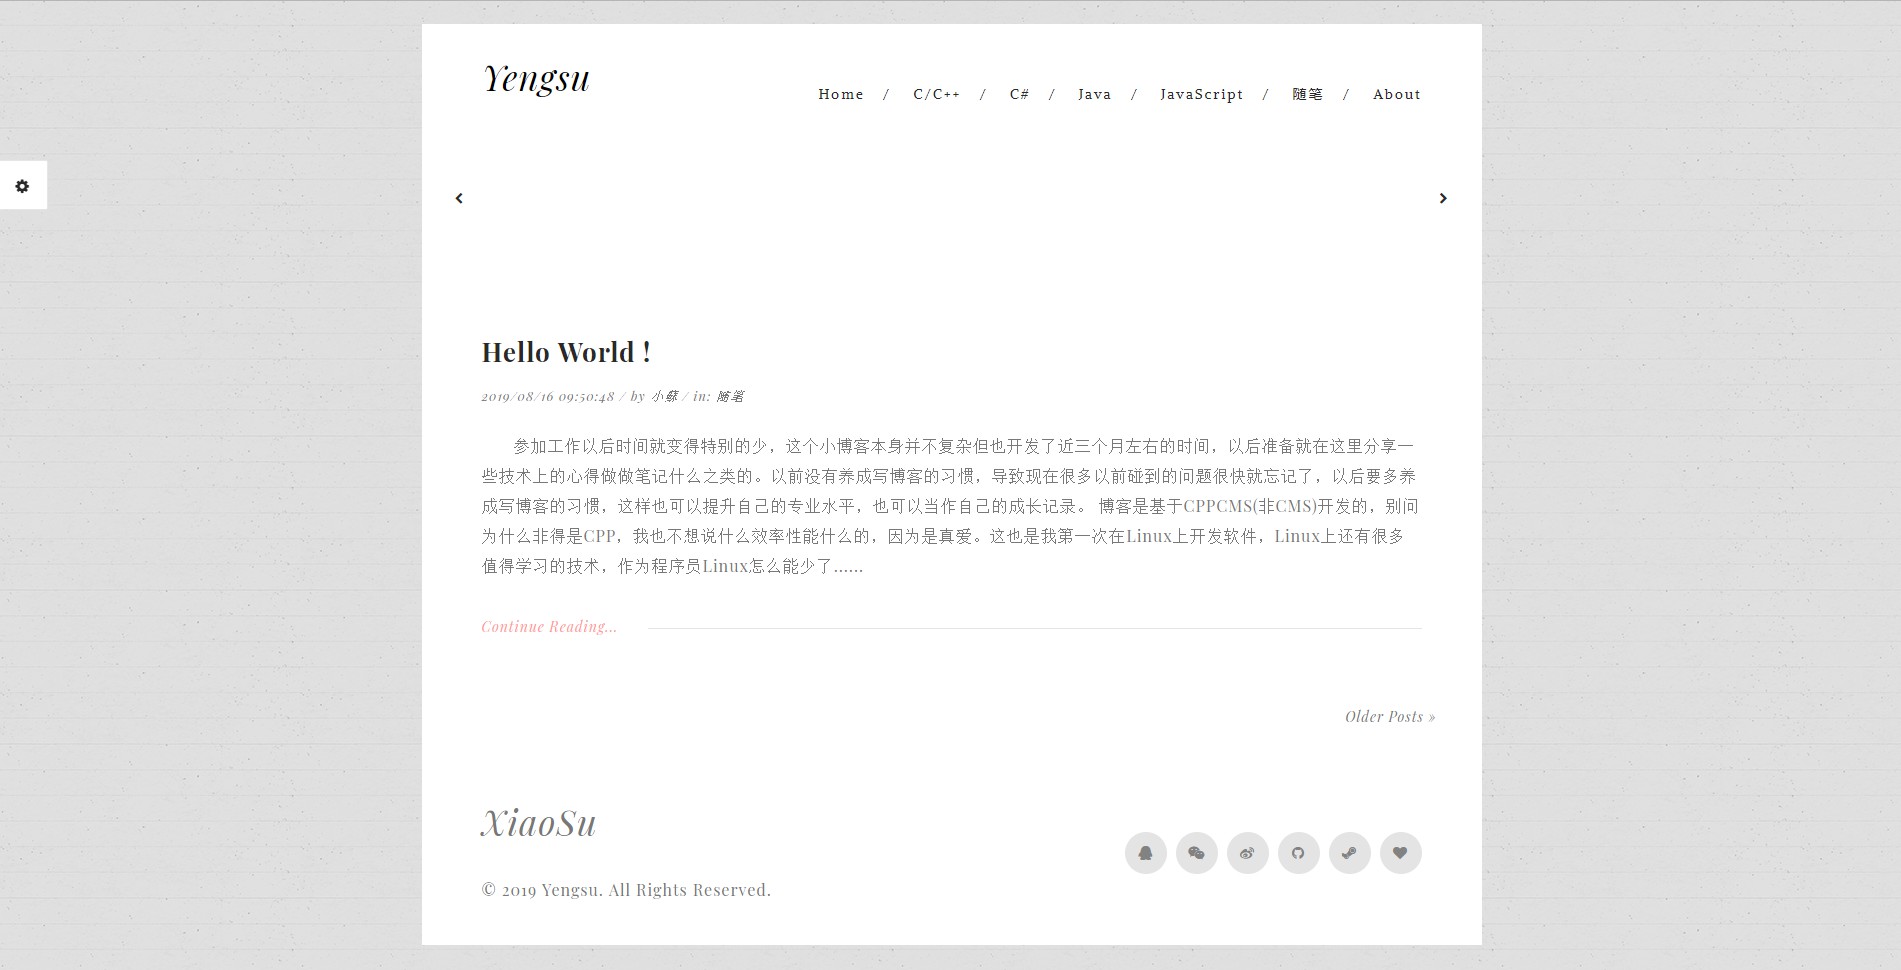 Yengsu
Home / C/C++ / C# / Java / JavaScript / 随笔 / About
Hello World !
2019/08/16 09:50:48 / by 小蘇 / in: 随笔
参加工作以后时间就变得特别的少，这个小博客本身并不复杂但也开发了近三个月左右的时间，以后准备就在这里分享一
些技术上的心得做做笔记什么之类的。以前没有养成写博客的习惯，导致现在很多以前碰到的问题很快就忘记了，以后要多养
成写博客的习惯，这样也可以提升自己的专业水平，也可以当作自己的成长记录。 博客是基于CPPCMS(非CMS)开发的，别问
为什么非得是CPP，我也不想说什么效率性能什么的，因为是真爱。这也是我第一次在Linux上开发软件，Linux上还有很多
值得学习的技术，作为程序员Linux怎么能少了......
Continue Reading...
Older Posts »
XiaoSu
© 2019 Yengsu. All Rights Reserved.